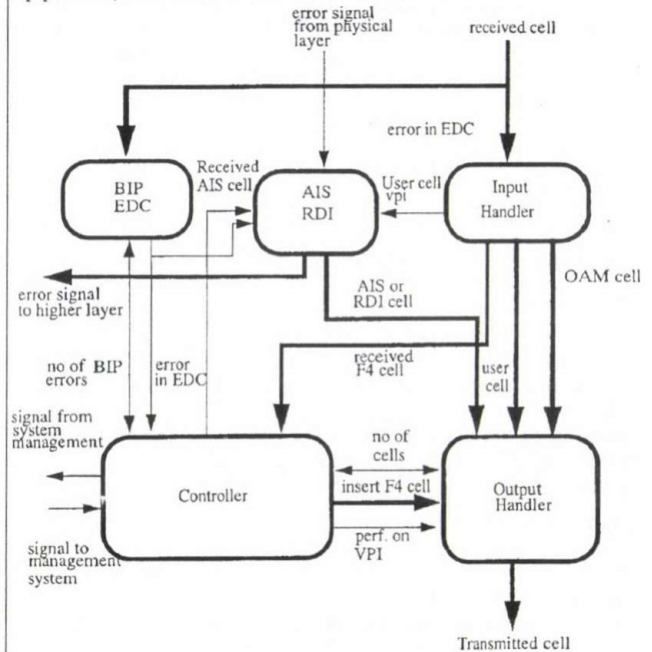 error signal
from physical
layer
received cell
error in EDC
BIP
EDC
Received
AIS cell
AIS
RDI
User cell
vpi
Input
Handler
error signal
to higher layer
AIS or
RDI cell
OAM cell
no of BIP
errors
error
in EDC
received
F4 cell
user
cell
signal from
system
management
no of
cells
Controller
insert F4 cell
Output
Handler
perf. on
VPI
signal to
management
system
Transmitted cell